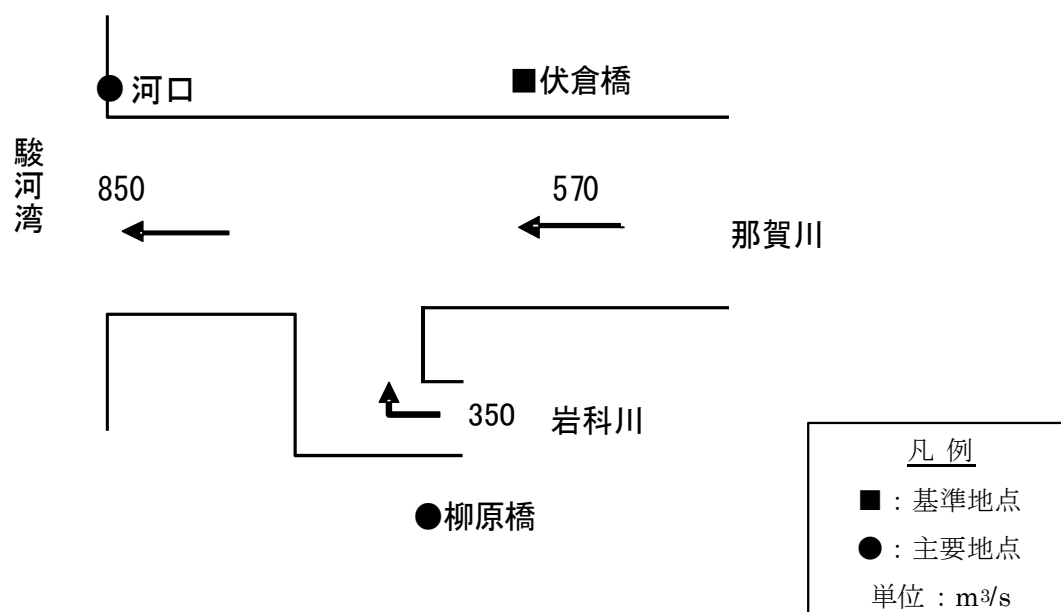 ●河口
■伏倉橋
駿河湾
850
570
那賀川
350
岩科川
●柳原橋
凡 例
■：基準地点
●：主要地点
単位：m³/s